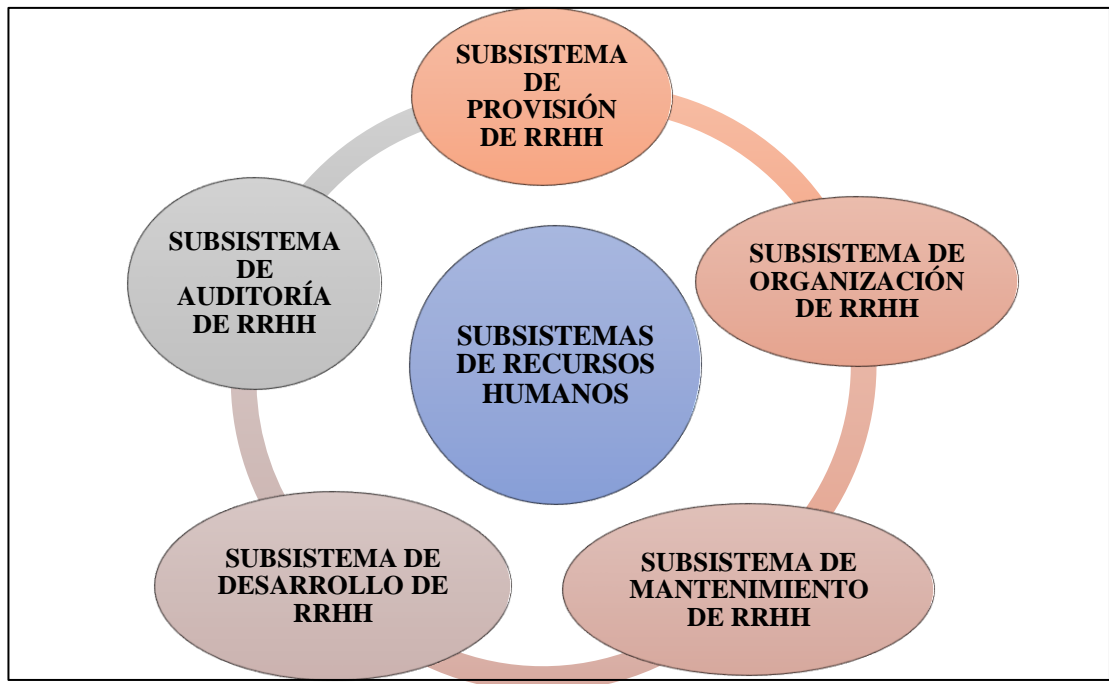 SUBSISTEMA
DE
PROVISIÓN
DE RRHH
SUBSISTEMA DE
ORGANIZACIÓN
DE RRHH
SUBSISTEMA DE
MANTENIMIENTO
DE RRHH
SUBSISTEMA DE
DESARROLLO DE
RRHH
SUBSISTEMA
DE
AUDITORÍA
DE RRHH
SUBSISTEMAS
DE RECURSOS
HUMANOS